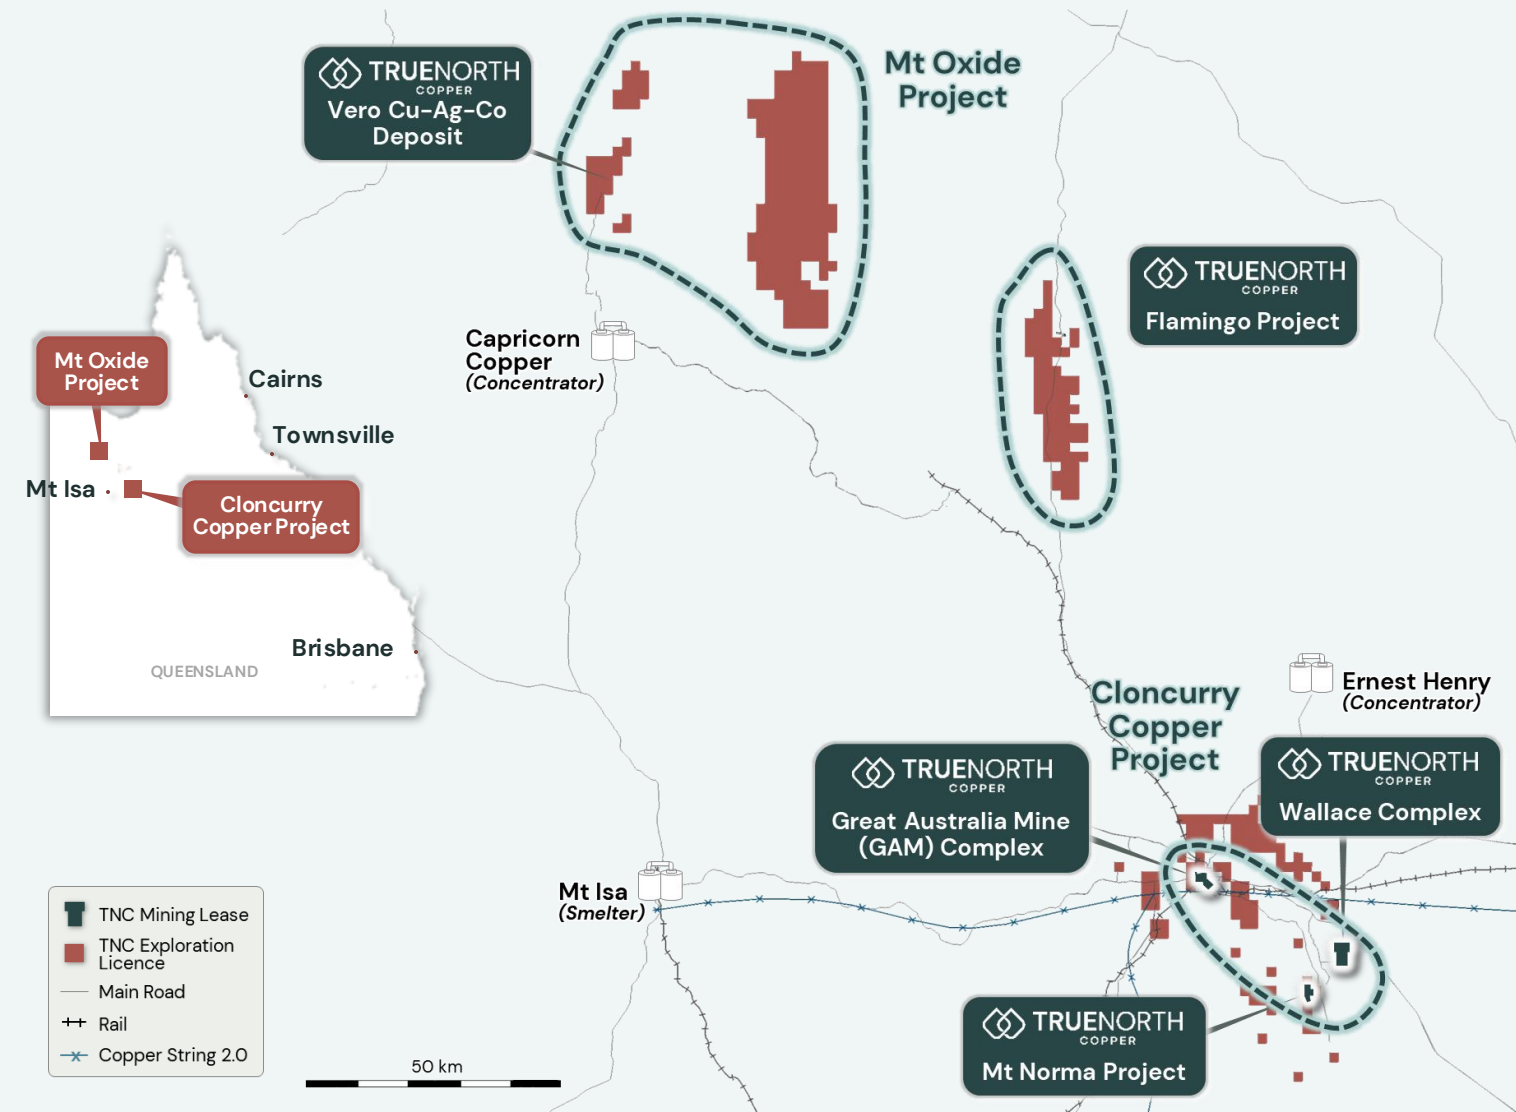 TRUENORTH
COPPER
Vero Cu-Ag-Co
Deposit
Mt Oxide
Project
TRUENORTH
COPPER
Flamingo Project
Capricorn
Copper
(Concentrator)
Mt Oxide
Project
Cairns
Townsville
Mt Isa
Cloncurry
Copper Project
Brisbane
QUEENSLAND
Cloncurry
Copper
Project
Ernest Henry
(Concentrator)
TRUENORTH
COPPER
Great Australia Mine
(GAM) Complex
TRUENORTH
COPPER
Wallace Complex
Mt Isa
(Smelter)
TRUENORTH
COPPER
Mt Norma Project
TNC Mining Lease
TNC Exploration
Licence
Main Road
Rail
Copper String 2.0
50 km